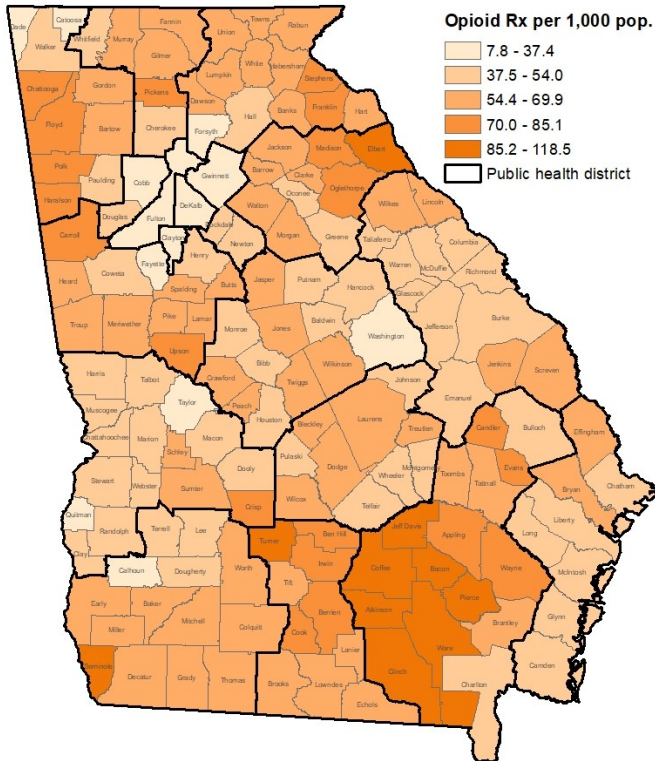 Opioid Rx per 1,000 pop.
7.8 - 37.4
37.5 - 54.0
54.4 - 69.9
70.0 - 85.1
85.2 - 118.5
Public health district
Dade
Catoosa
Whitfield
Murray
Fannin
Union
Towns
Rabun
Walker
Gilmer
Lumpkin
White
Habersham
Stephens
Chattooga
Gordon
Pickens
Dawson
Banks
Franklin
Hart
Floyd
Bartow
Cherokee
Forsyth
Hall
Jackson
Madison
Elbert
Polk
Paulding
Cobb
Gwinnett
Barrow
Clarke
Oglethorpe
Oconee
Haralson
Douglas
Fulton
DeKalb
Rockdale
Walton
Wilkes
Lincoln
Carroll
Clayton
Fayette
Henry
Newton
Morgan
Greene
Taliaferro
Columbia
McDuffie
Warren
Richmond
Heard
Coweta
Spalding
Butts
Jasper
Putnam
Hancock
Glascock
Troup
Meriwether
Pike
Lamar
Monroe
Jones
Baldwin
Washington
Jefferson
Burke
Upson
Bibb
Wilkinson
Jenkins
Screven
Harris
Talbot
Crawford
Twiggs
Johnson
Emanuel
Taylor
Peach
Houston
Bleckley
Laurens
Treutlen
Candler
Bulloch
Effingham
Muscogee
Chattahoochee
Marion
Macon
Schley
Dooly
Pulaski
Dodge
Wheeler
Montgomery
Toombs
Tattnall
Evans
Bryan
Chatham
Stewart
Webster
Sumter
Crisp
Wilcox
Telfair
Liberty
Long
Quitman
Randolph
Terrell
Lee
Turner
Ben Hill
Jeff Davis
Appling
Wayne
McIntosh
Clay
Calhoun
Dougherty
Worth
Irwin
Tift
Coffee
Bacon
Pierce
Early
Baker
Mitchell
Colquitt
Cook
Berrien
Atkinson
Ware
Brantley
Glynn
Miller
Lanier
Clinch
Charlton
Camden
Seminole
Decatur
Grady
Thomas
Brooks
Lowndes
Echols